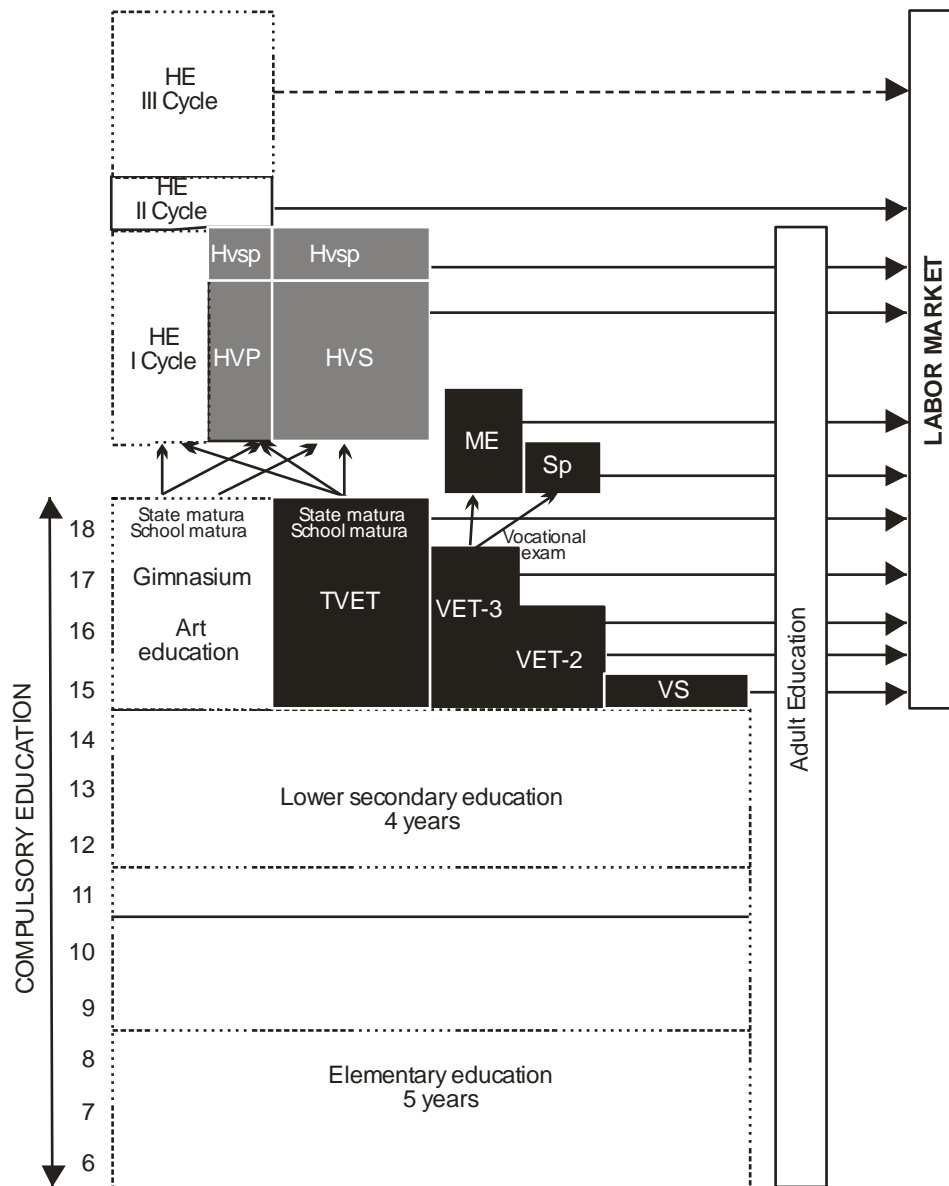 HE
III Cycle
HE
II Cycle
Hvsp
Hvsp
HE
I Cycle
HVP
HVS
ME
Sp
LABOR MARKET
State matura
School matura
State matura
School matura
Vocational
exam
Gimnasium
TVET
VET-3
Art
education
VET-2
VS
18
17
16
15
14
13
12
11
10
9
8
7
6
COMPULSORY EDUCATION
Adult Education
Lower secondary education
4 years
Elementary education
5 years